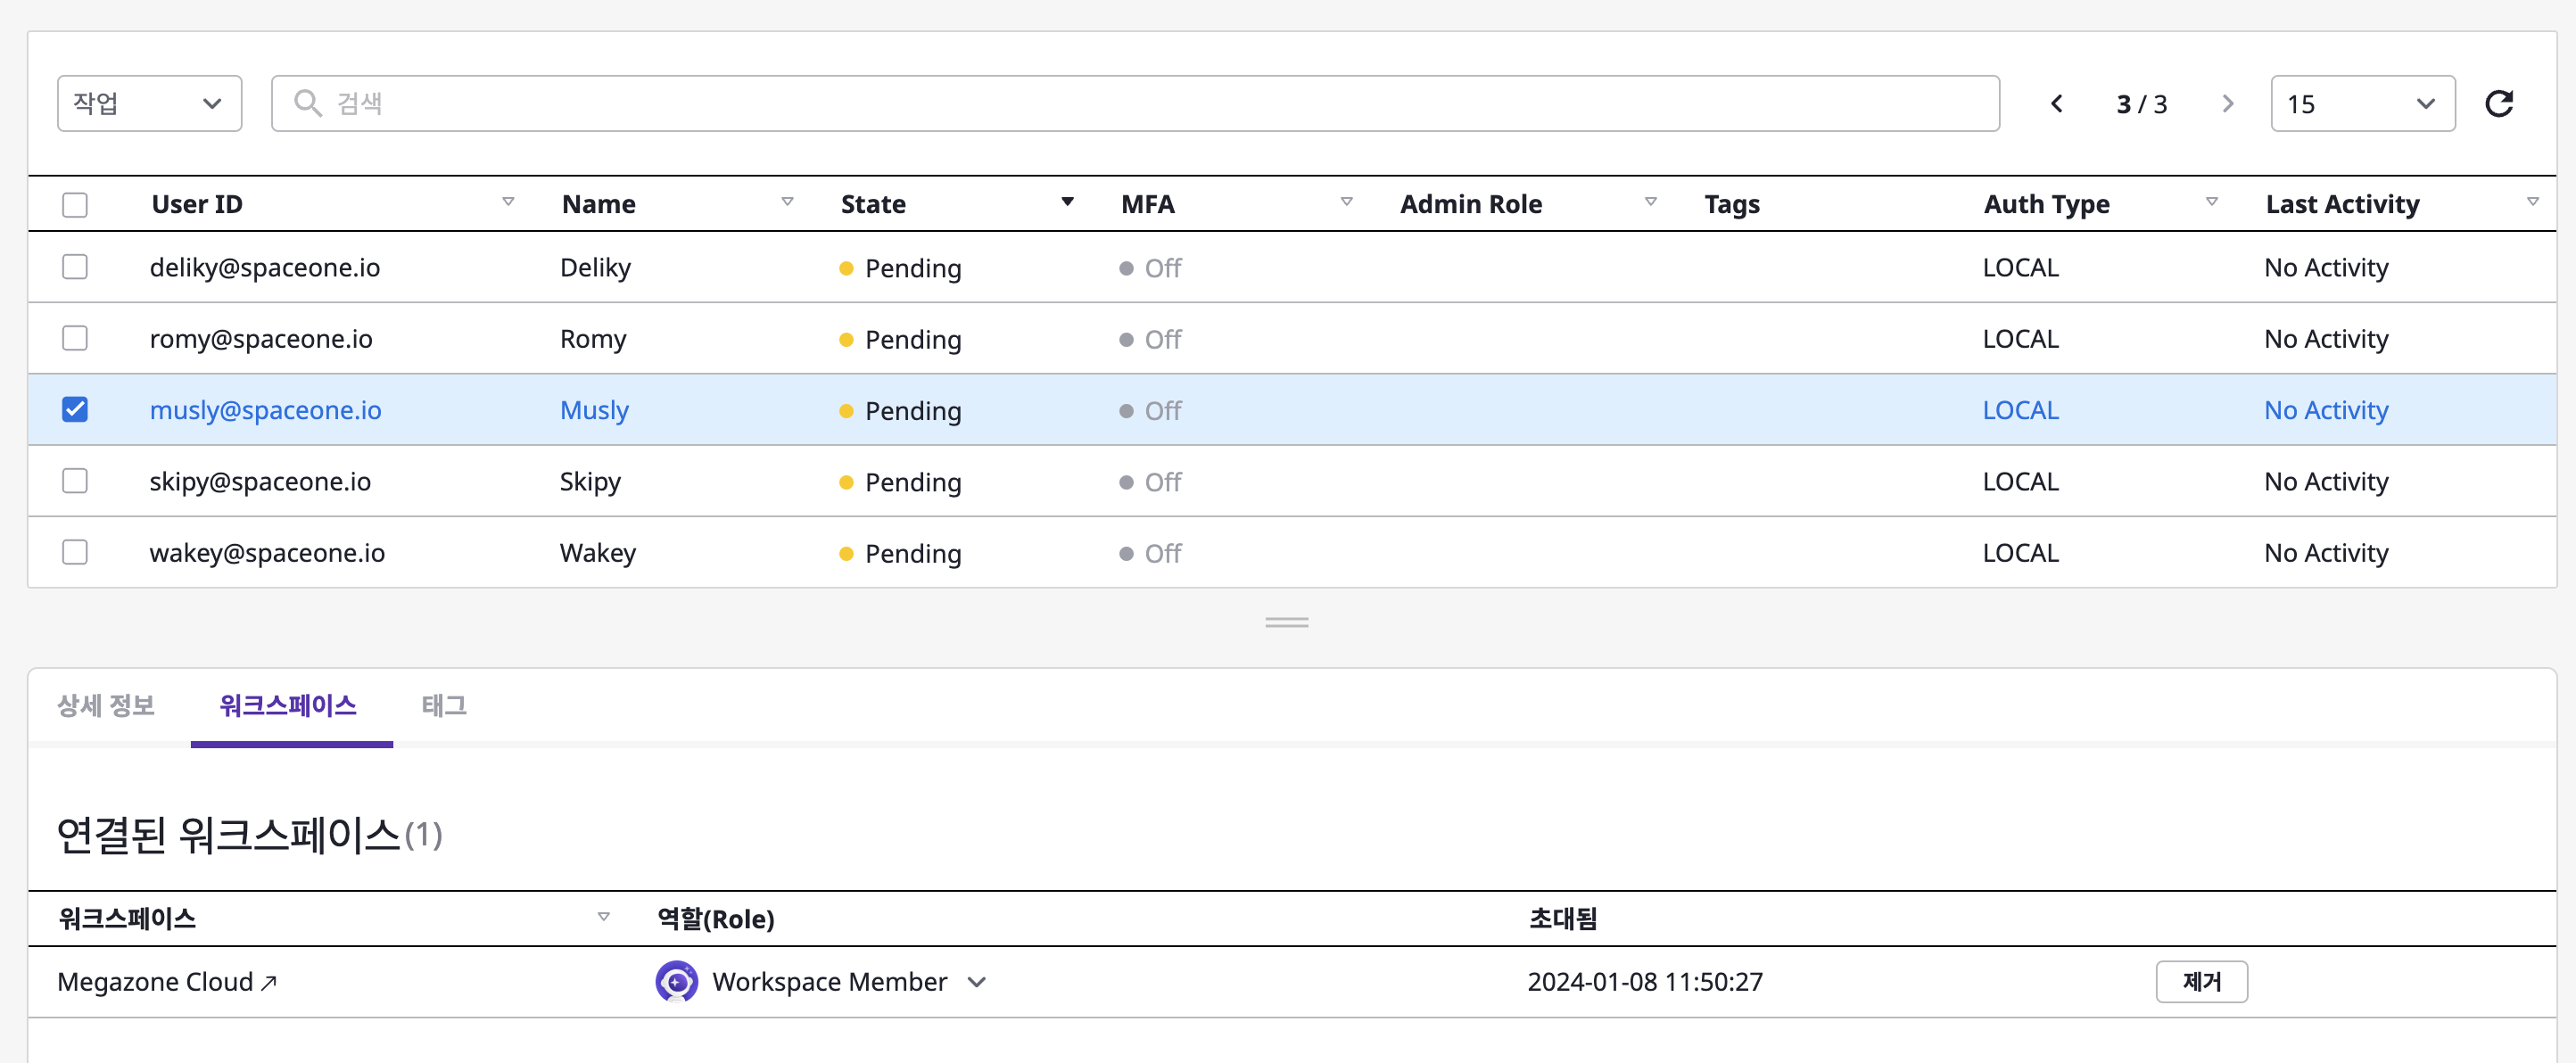 작업 검색 3 / 3 15
User ID Name State MFA Admin Role Tags Auth Type Last Activity
deliky@spaceone.io Deliky Pending Off LOCAL No Activity
romy@spaceone.io Romy Pending Off LOCAL No Activity
musly@spaceone.io Musly Pending Off LOCAL No Activity
skipy@spaceone.io Skipy Pending Off LOCAL No Activity
wakey@spaceone.io Wakey Pending Off LOCAL No Activity
상세 정보 워크스페이스 태그
연결된 워크스페이스(1)
워크스페이스 역할(Role) 초대됨
Megazone Cloud Workspace Member 2024-01-08 11:50:27 제거